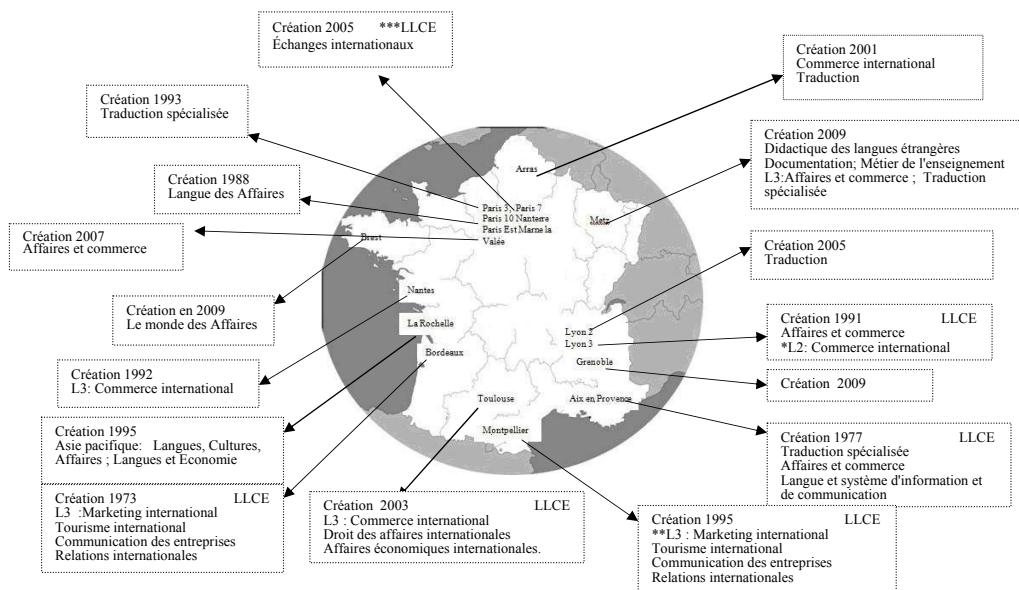 Création 2005 ***LLCE
Échanges internationaux
Création 2001
Commerce international
Traduction
Création 1993
Traduction spécialisée
Création 2009
Didactique des langues étrangères
Documentation; Métier de l'enseignement
L3:Affaires et commerce ; Traduction
spécialisée
Création 1988
Langue des Affaires
Création 2007
Affaires et commerce
Création en 2009
Le monde des Affaires
Arras
Paris 3, Paris 7
Paris 10 Nanterre
Paris Est Marne la
Valée
Metz
Brest
Nantes
La Rochelle
Bordeaux
Lyon 2
Lyon 3
Grenoble
Toulouse
Aix en Provence
Montpellier
Création 2005
Traduction
Création 1991 LLCE
Affaires et commerce
*L2: Commerce international
Création 2009
Création 1992
L3: Commerce international
Création 1995
Asie pacifique: Langues, Cultures,
Affaires ; Langues et Economie
Création 1977 LLCE
Traduction spécialisée
Affaires et commerce
Langue et système d'information et
de communication
Création 1973 LLCE
L3 :Marketing international
Tourisme international
Communication des entreprises
Relations internationales
Création 2003 LLCE
L3 : Commerce international
Droit des affaires internationales
Affaires économiques internationales.
Création 1995 LLCE
**L3 : Marketing international
Tourisme international
Communication des entreprises
Relations internationales